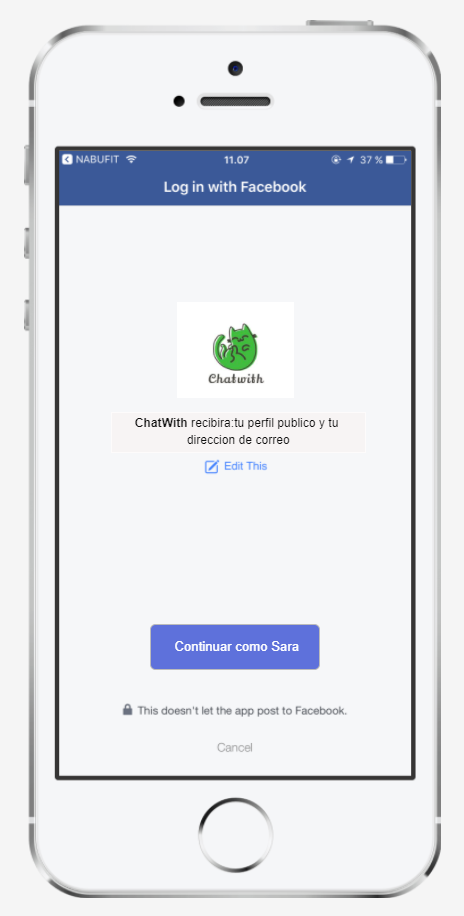 NABUFIT 11.07 37 %
Log in with Facebook
Chatwith
ChatWith recibira:tu perfil publico y tu
direccion de correo
Edit This
Continuar como Sara
This doesn't let the app post to Facebook.
Cancel